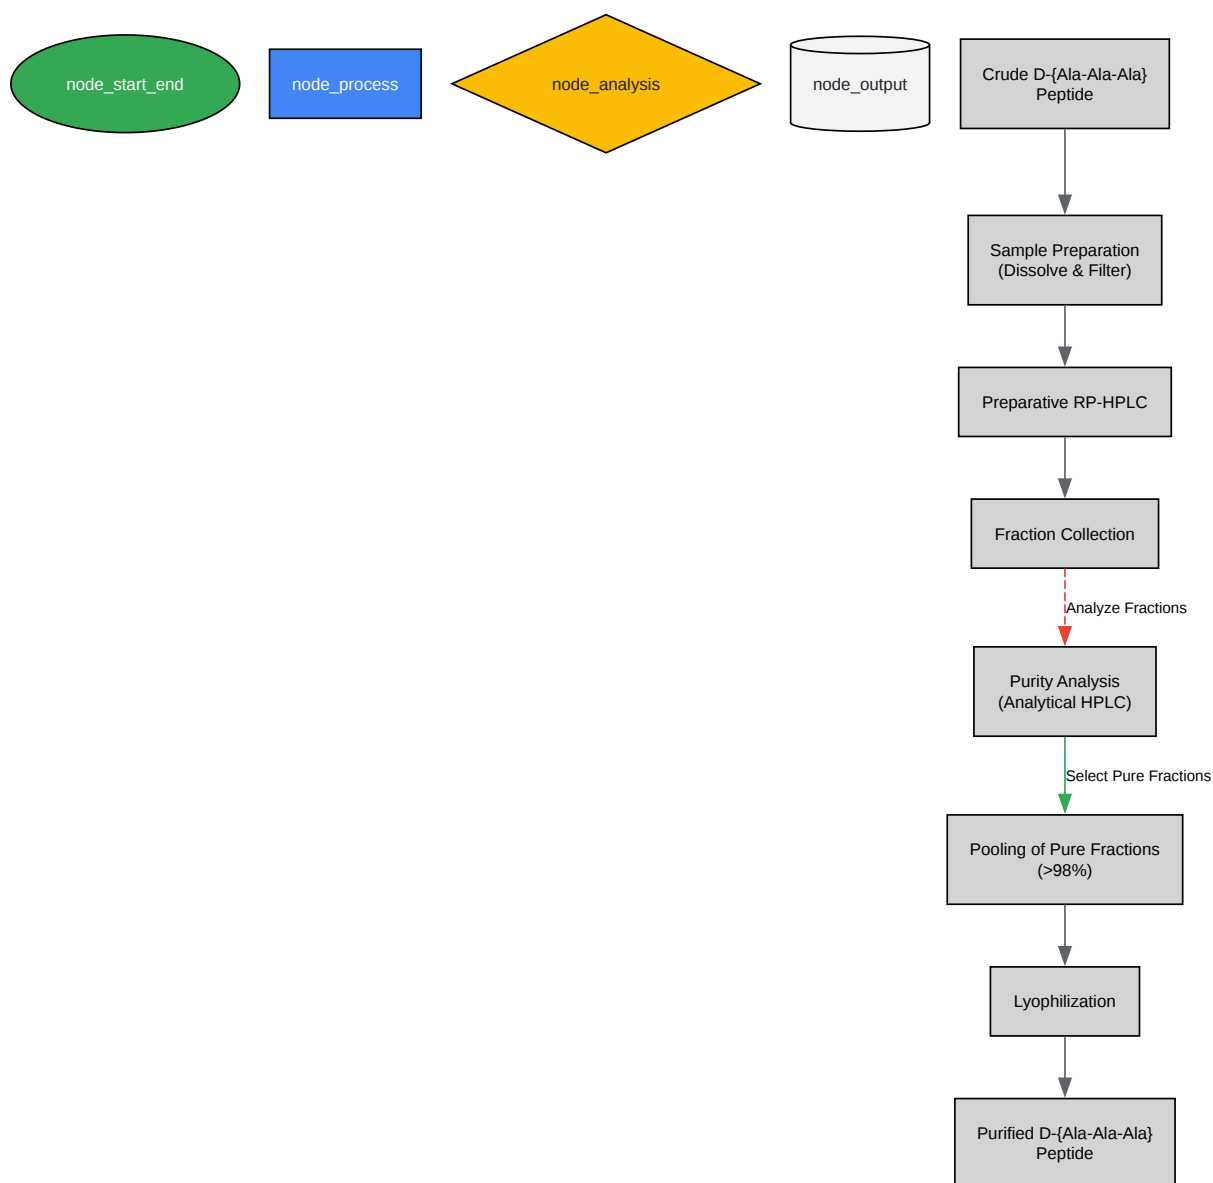 node_start_end
node_process
node_analysis
node_output
Crude D-{Ala-Ala-Ala}
Peptide
Sample Preparation
(Dissolve & Filter)
Preparative RP-HPLC
Fraction Collection
Analyze Fractions
Purity Analysis
(Analytical HPLC)
Select Pure Fractions
Pooling of Pure Fractions
(>98%)
Lyophilization
Purified D-{Ala-Ala-Ala}
Peptide